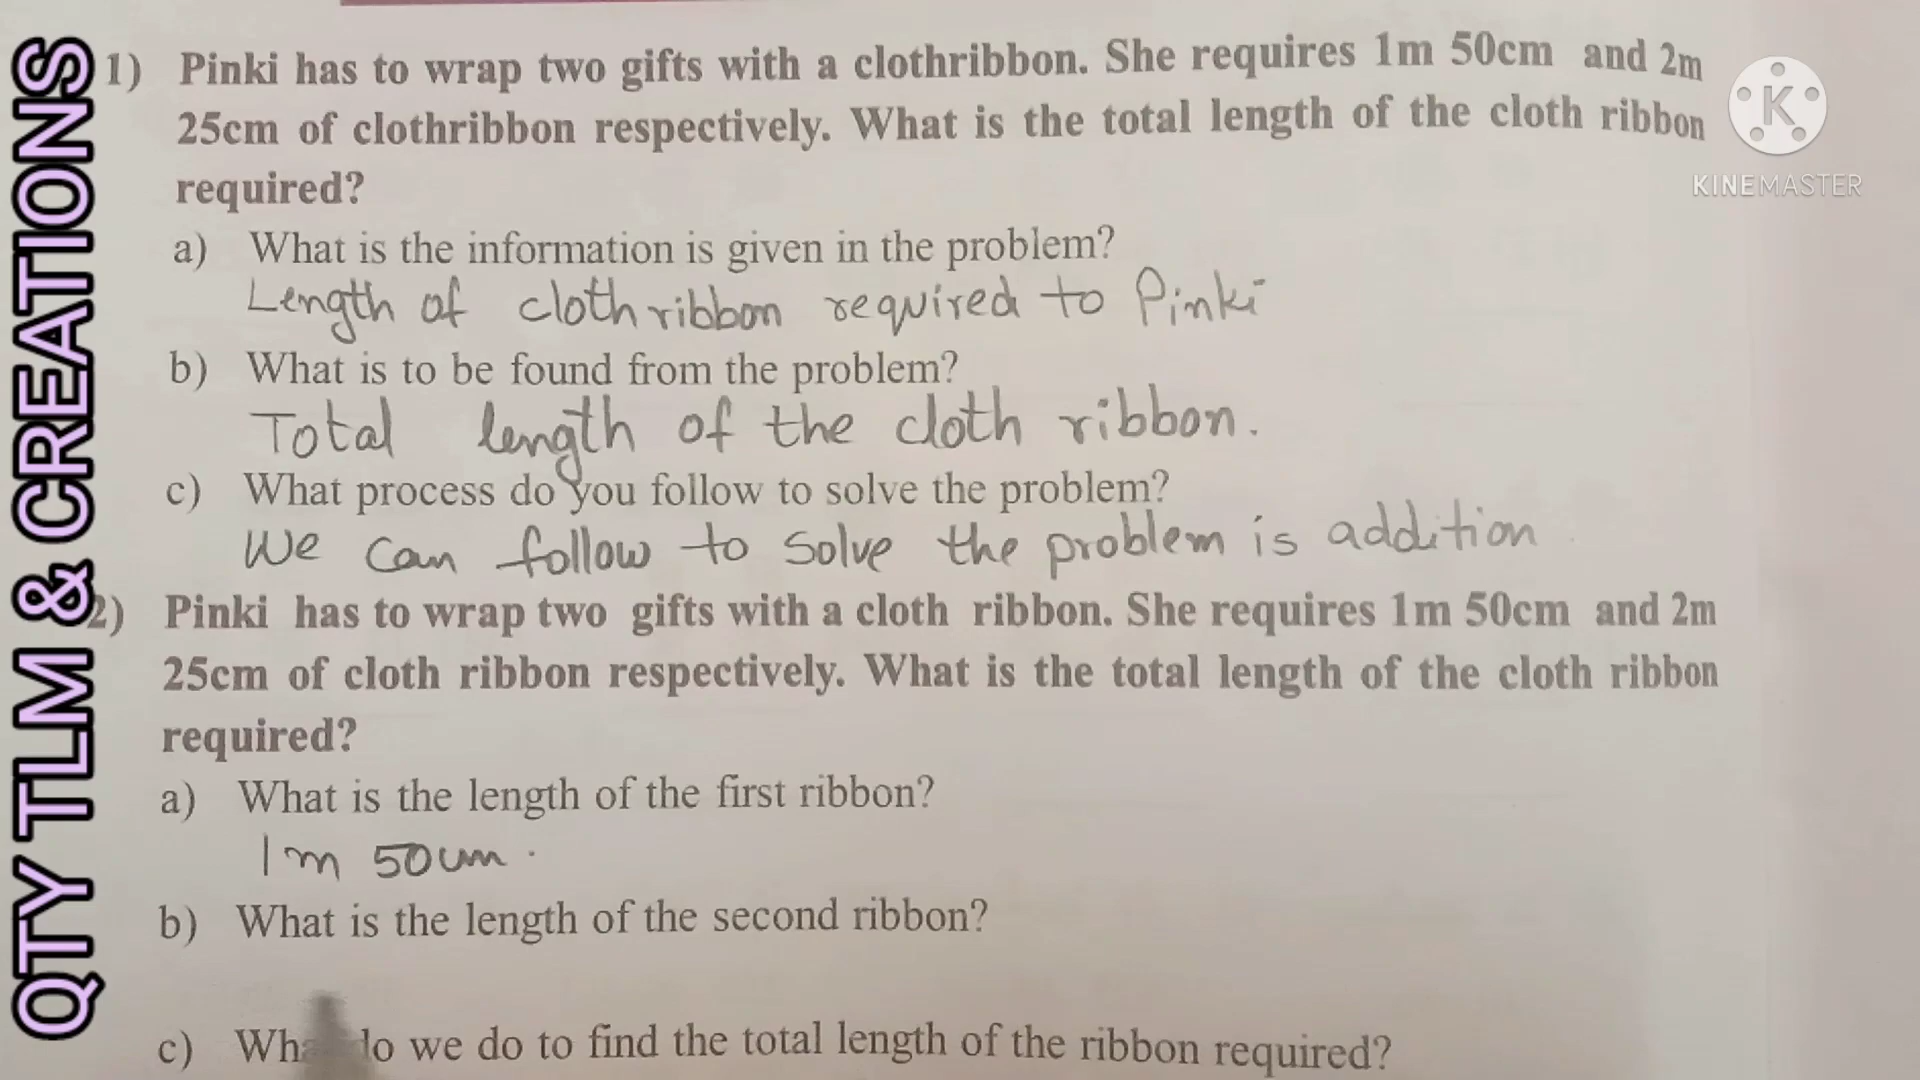 QTY TLM & CREATIONS
1) Pinki has to wrap two gifts with a clothribbon. She requires 1m 50cm and 2m
25cm of clothribbon respectively. What is the total length of the cloth ribbon
required?
KINEMASTER
a) What is the information is given in the problem?
Length of cloth ribbon required to Pinki
b) What is to be found from the problem?
Total length of the cloth ribbon.
c) What process do you follow to solve the problem?
We can follow to solve the problem is addition
2) Pinki has to wrap two gifts with a cloth ribbon. She requires 1m 50cm and 2m
25cm of cloth ribbon respectively. What is the total length of the cloth ribbon
required?
a) What is the length of the first ribbon?
1m 50cm.
b) What is the length of the second ribbon?
c) we do to find the total length of the ribbon required?